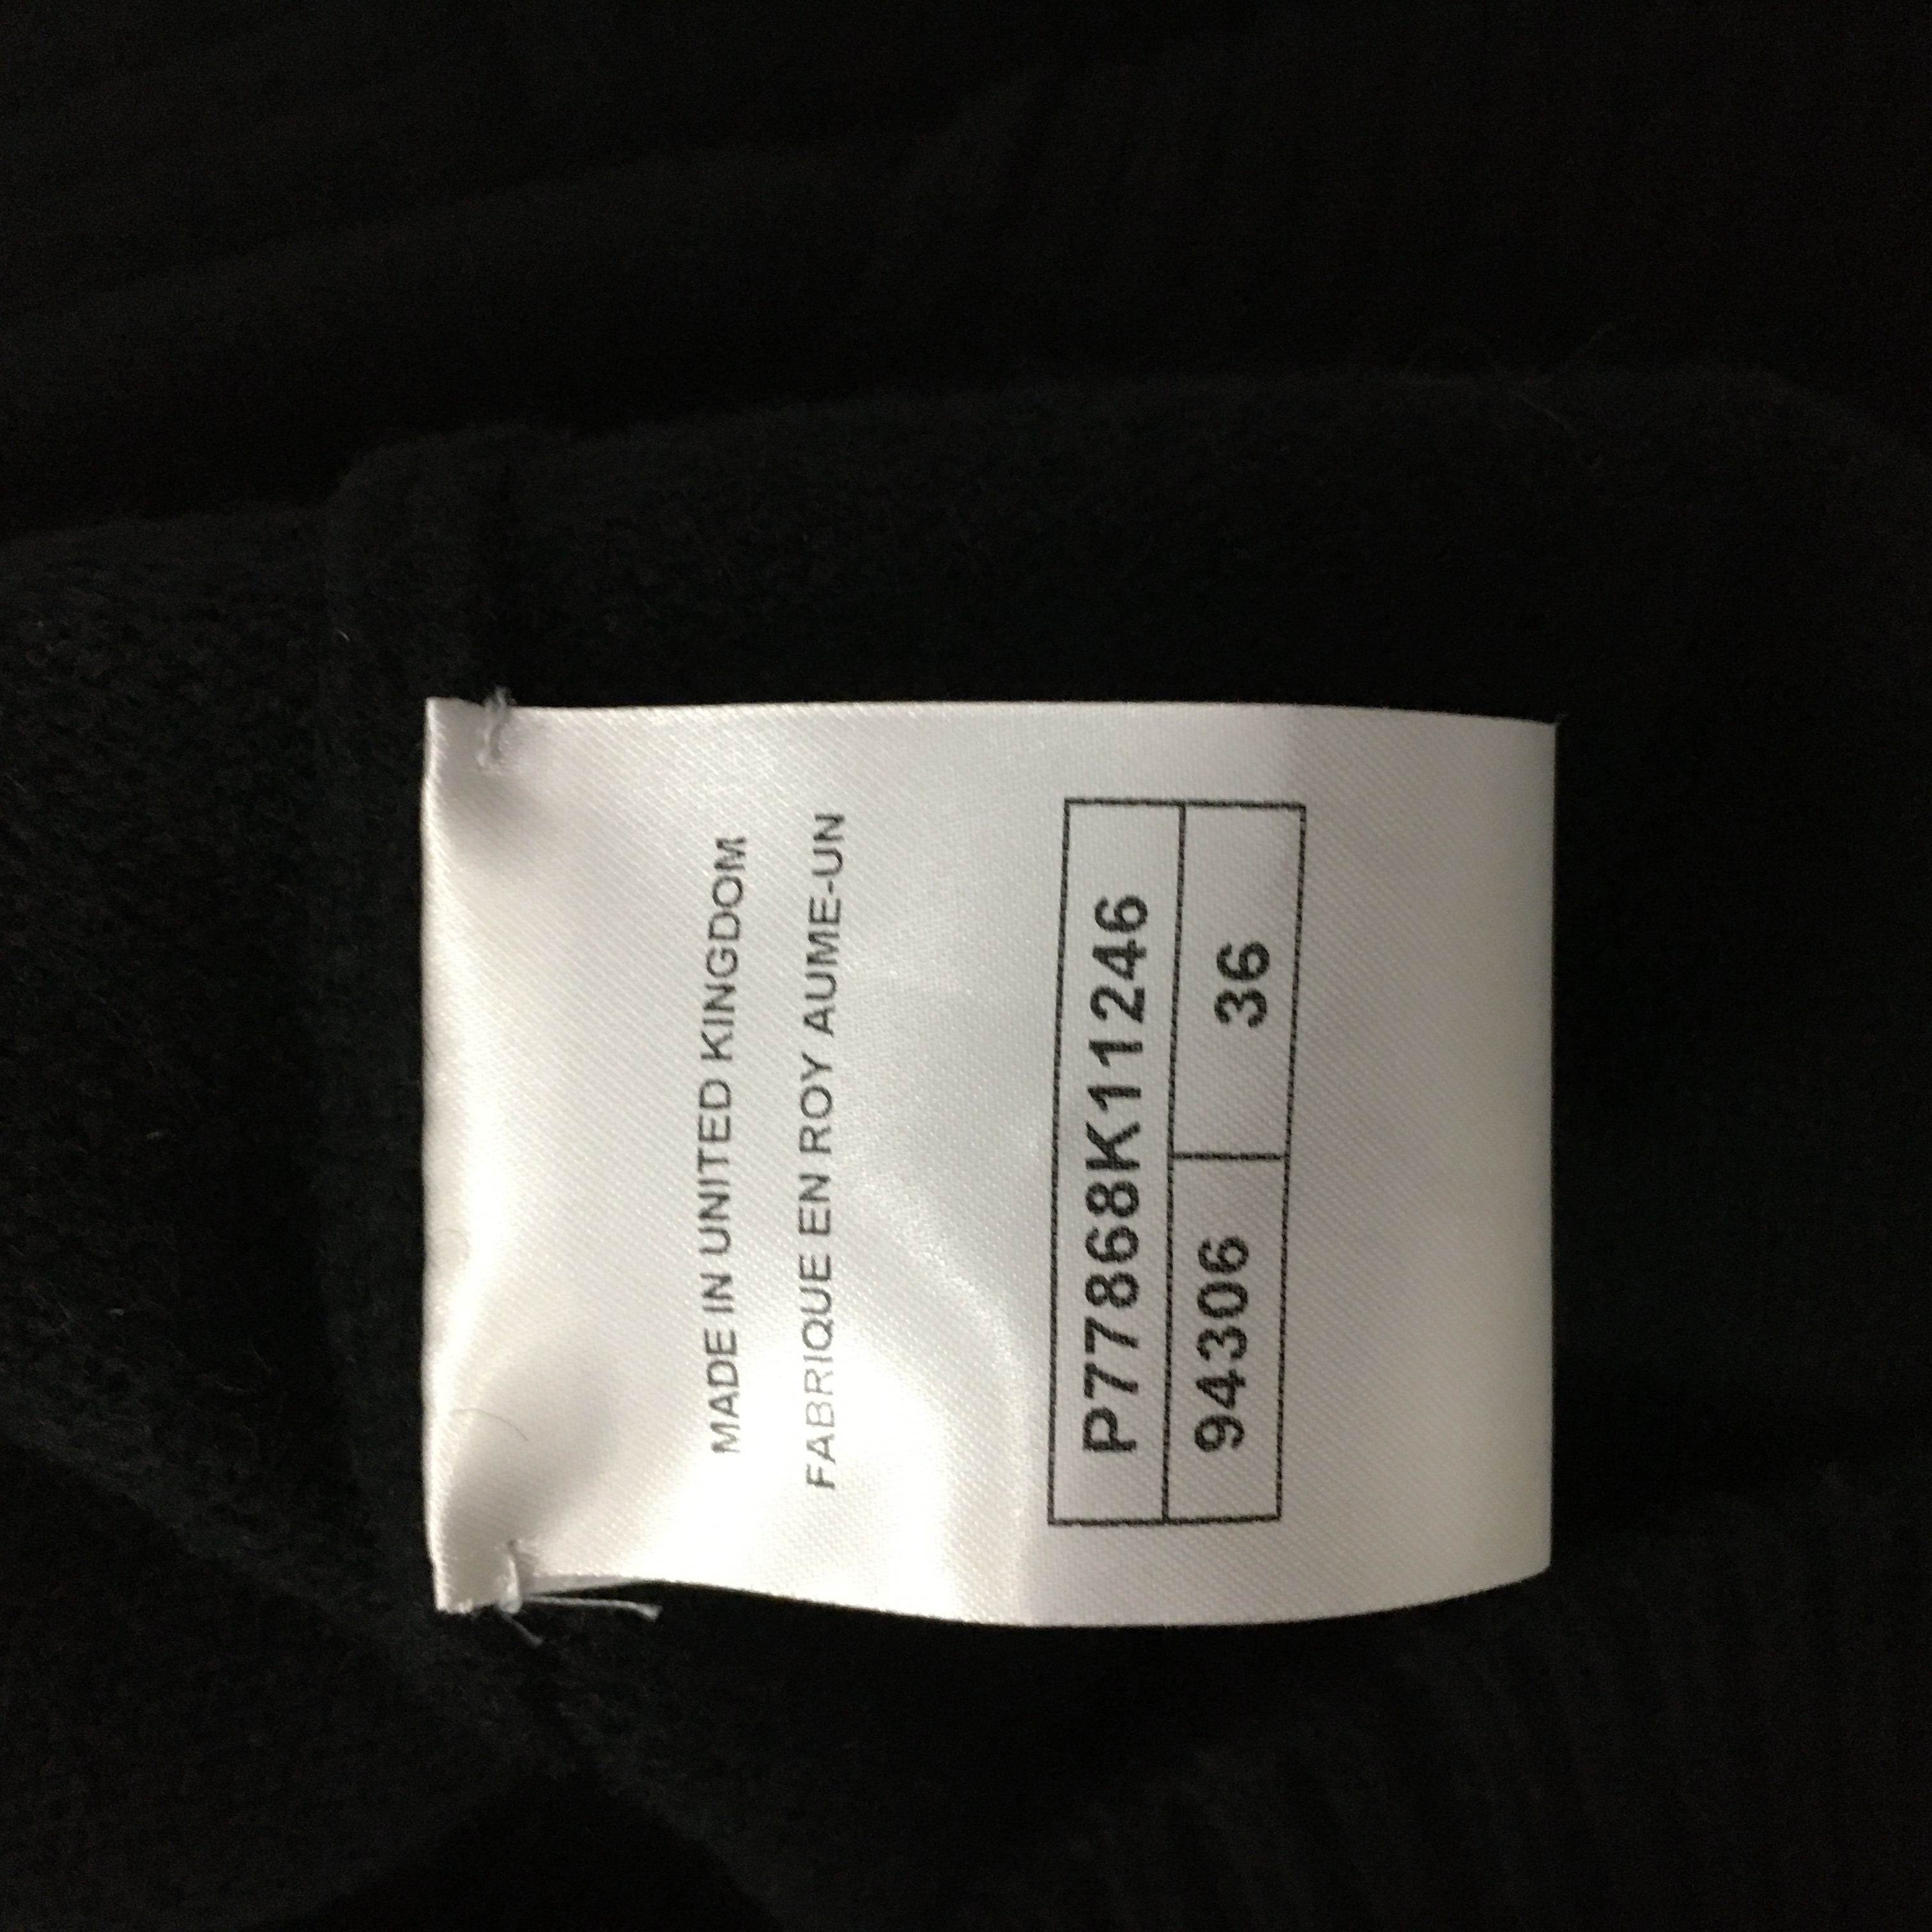 MADE IN UNITED KINGDOM
FABRIQUE EN ROY AUME-UN
P77868K11246
94306 36